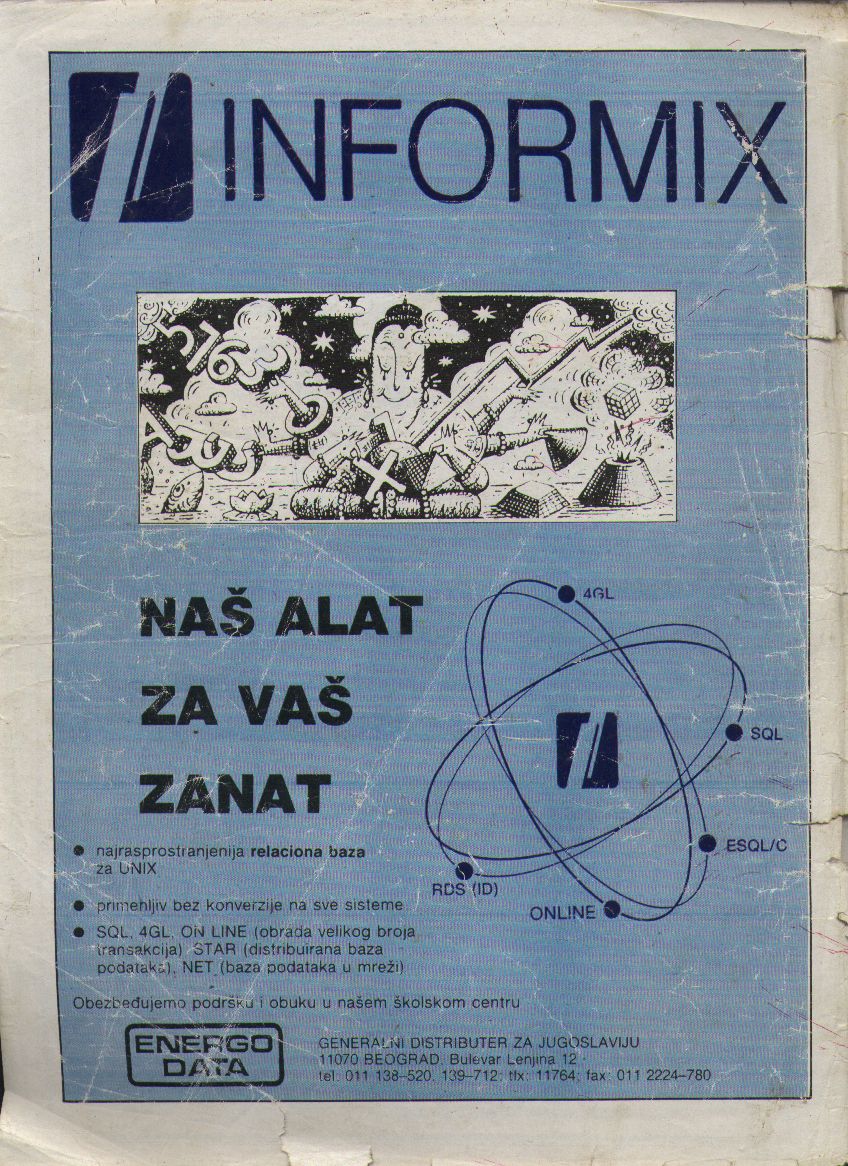 INFORMIX
5163
NAŠ ALAT
ZA VAŠ
ZANAT
4GL
SQL
ESQL/C
RDS (ID)
ONLINE
najrasprostranjenija relaciona baza
za UNIX
primenljiv bez konverzije na sve sisteme
SQL, 4GL, ON LINE (obrada velikog broja
transakcija), STAR (distribuirana baza
podataka), NET (baza podataka u mreži)
Obezbeđujemo podršku i obuku u našem školskom centru
ENERGO
DATA
GENERALNI DISTRIBUTER ZA JUGOSLAVIJU
11070 BEOGRAD, Bulevar Lenjina 12
tel: 011 138–520, 139–712; tlx: 11764; fax: 011 2224–780